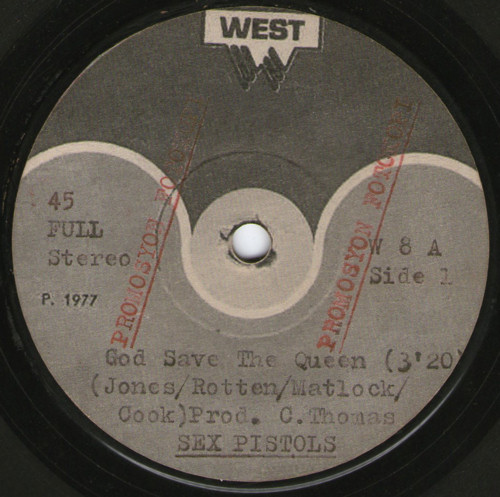 WEST
45
FULL
Stereo
P. 1977
W 8 A
Side 1
PROMOSYON
PROMOSYON FOTO
God Save The Queen (3'20)
(Jones/Rotten/Matlock/
Cook)Prod. C.Thomas
SEX PISTOLS